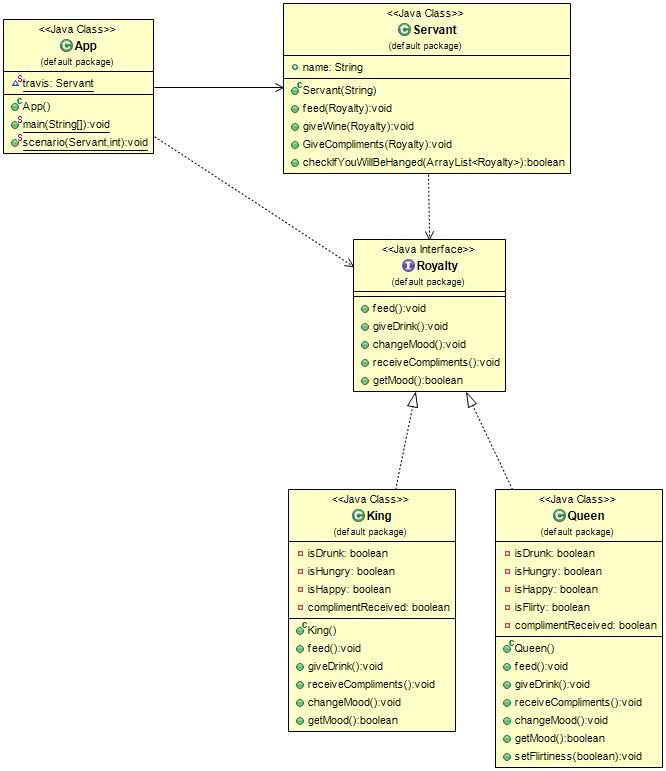 <<Java Class>>
App
(default package)
travis: Servant
App()
main(String[]):void
scenario(Servant,int):void
<<Java Class>>
Servant
(default package)
name: String
Servant(String)
feed(Royalty):void
giveWine(Royalty):void
GiveCompliments(Royalty):void
checkIfYouWillBeHanged(ArrayList<Royalty>):boolean
<<Java Interface>>
Royalty
(default package)
feed():void
giveDrink():void
changeMood():void
receiveCompliments():void
getMood():boolean
<<Java Class>>
King
(default package)
isDrunk: boolean
isHungry: boolean
isHappy: boolean
complimentReceived: boolean
King()
feed():void
giveDrink():void
receiveCompliments():void
changeMood():void
getMood():boolean
<<Java Class>>
Queen
(default package)
isDrunk: boolean
isHungry: boolean
isHappy: boolean
isFlirty: boolean
complimentReceived: boolean
Queen()
feed():void
giveDrink():void
receiveCompliments():void
changeMood():void
getMood():boolean
setFlirtiness(boolean):void